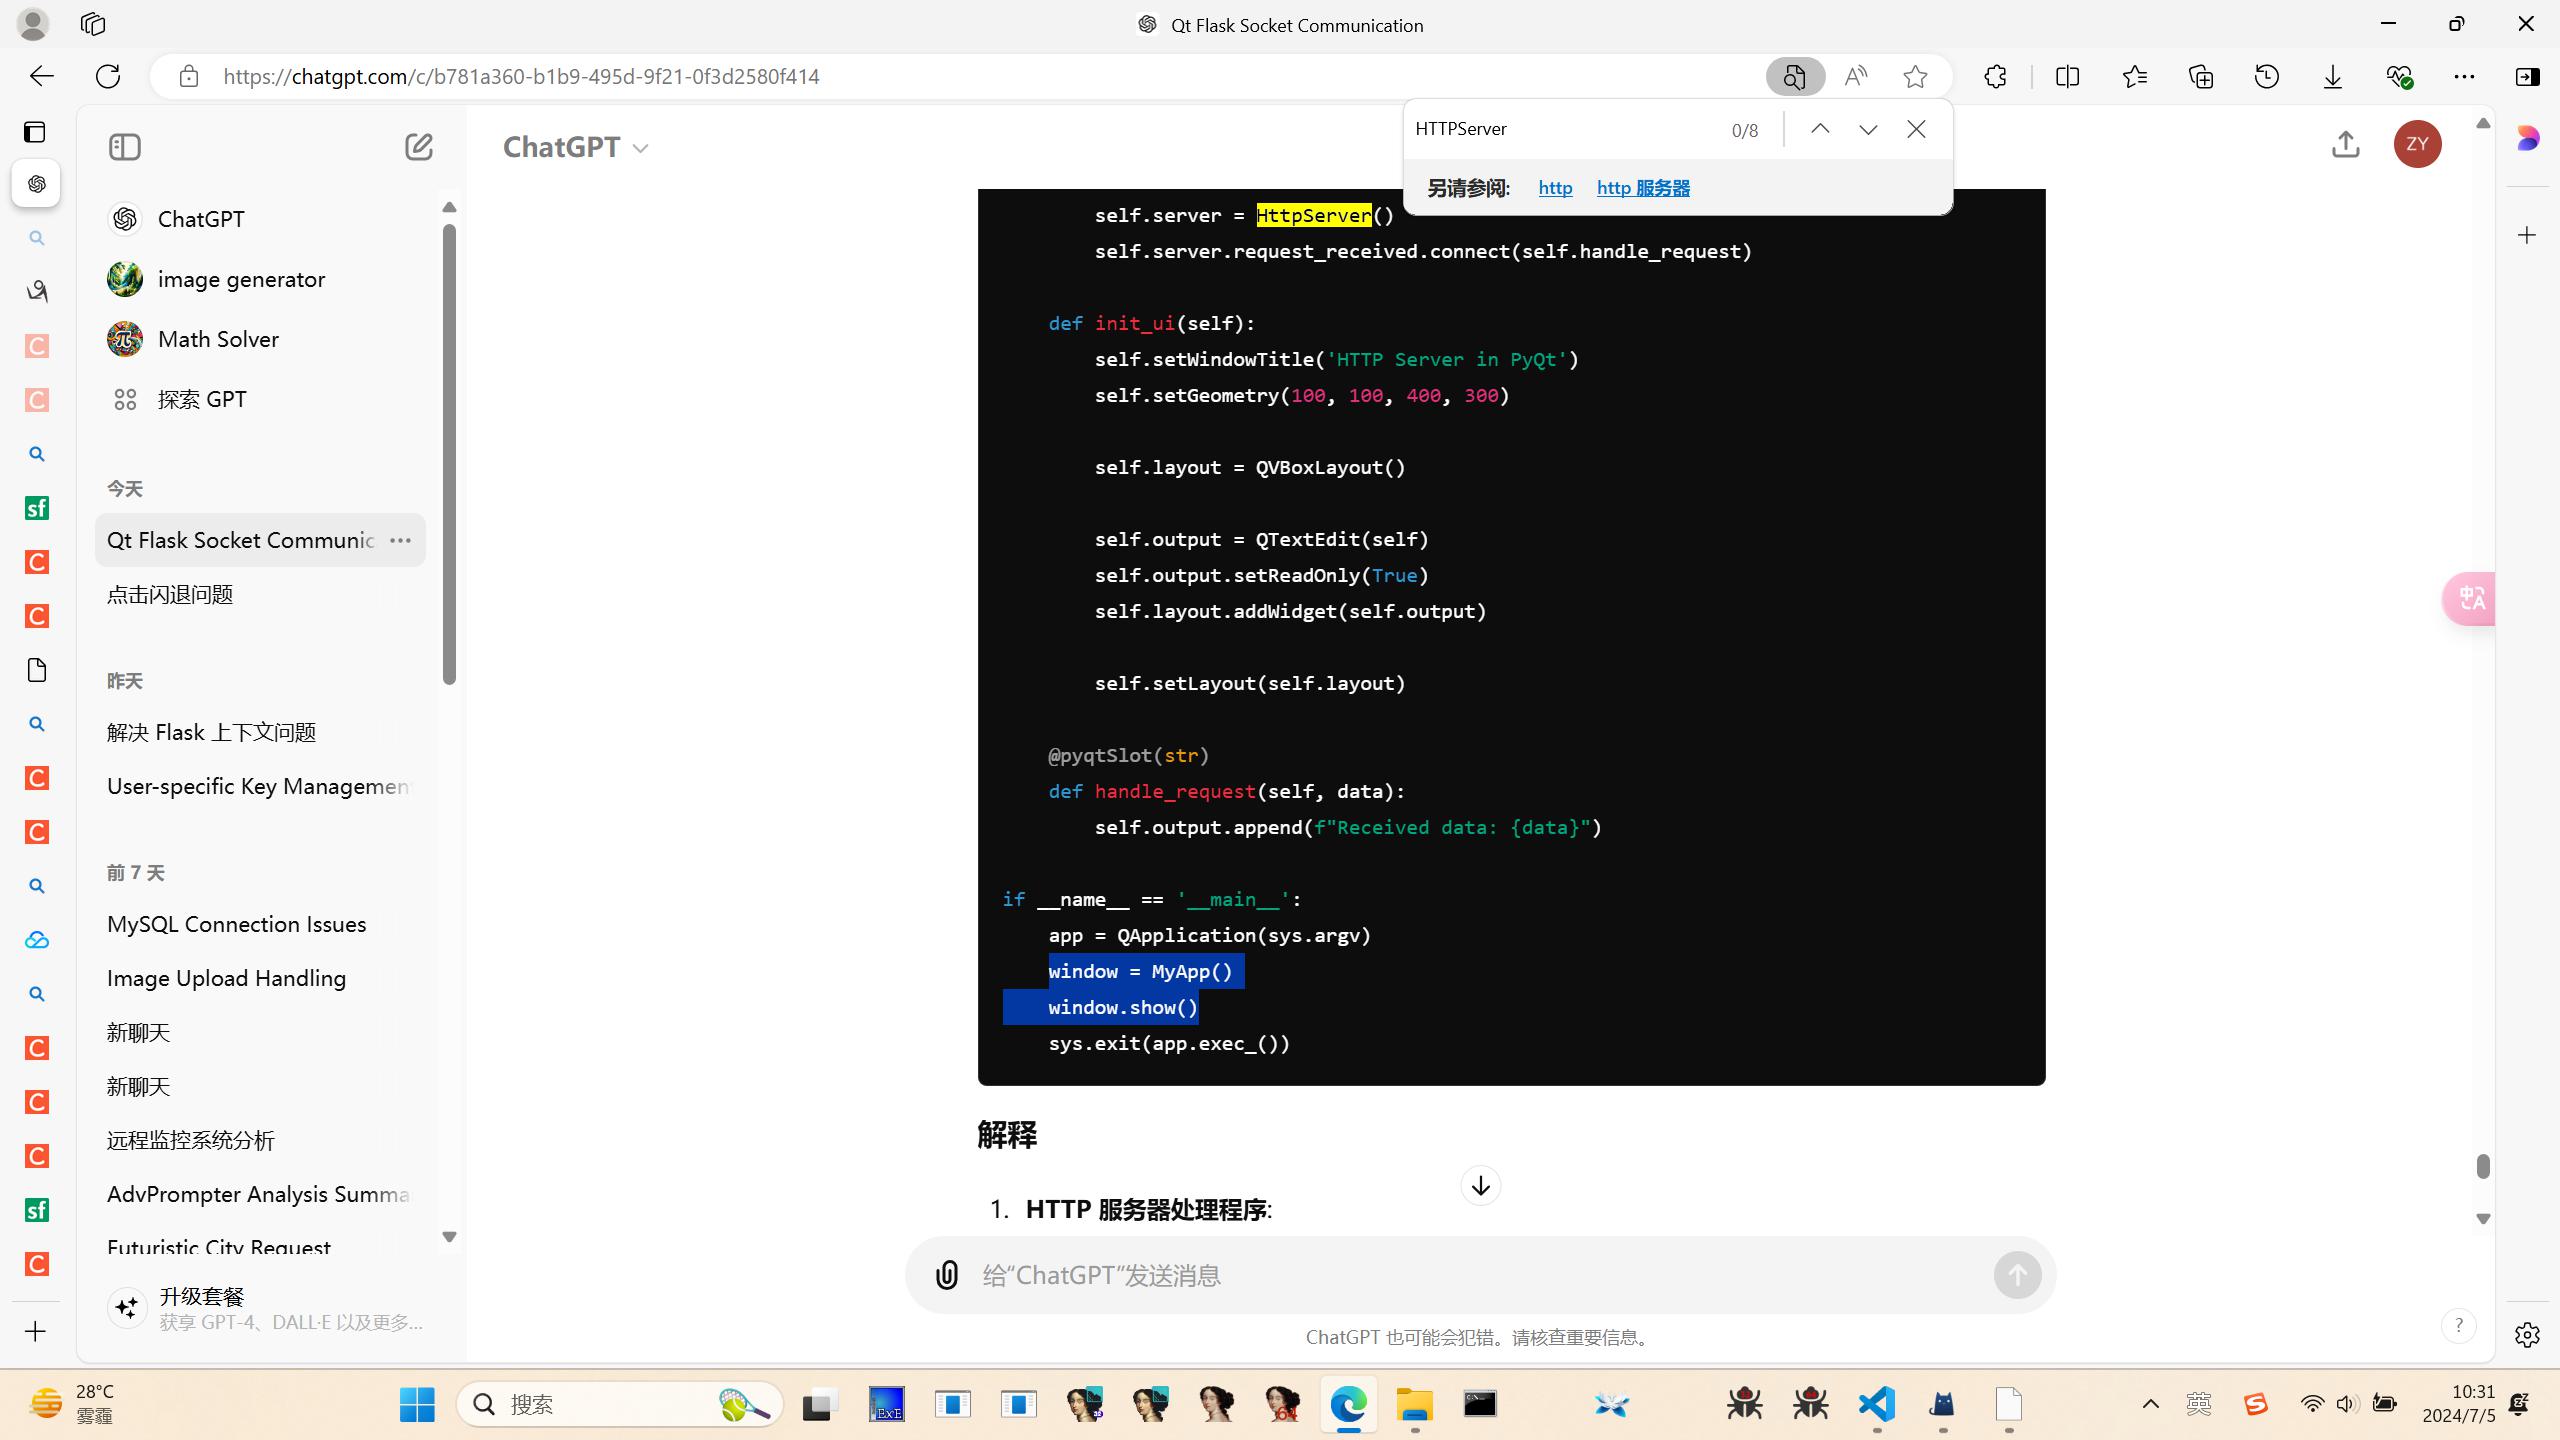 Qt Flask Socket Communication
https://chatgpt.com/c/b781a360-b1b9-495d-9f21-0f3d2580f414
HTTPServer
0/8
另请参阅:
http
http 服务器
ChatGPT
ZY
ChatGPT
image generator
Math Solver
探索 GPT
今天
Qt Flask Socket Communic
点击闪退问题
昨天
解决 Flask 上下文问题
User-specific Key Management
前 7 天
MySQL Connection Issues
Image Upload Handling
新聊天
新聊天
远程监控系统分析
AdvPrompter Analysis Summa
Futuristic City Request
升级套餐
获享 GPT-4、DALL·E 以及更多...
self.server = HttpServer()
self.server.request_received.connect(self.handle_request)
def init_ui(self):
self.setWindowTitle('HTTP Server in PyQt')
self.setGeometry(100, 100, 400, 300)
self.layout = QVBoxLayout()
self.output = QTextEdit(self)
self.output.setReadOnly(True)
self.layout.addWidget(self.output)
self.setLayout(self.layout)
@pyqtSlot(str)
def handle_request(self, data):
self.output.append(f"Received data: {data}")
if __name__ == '__main__':
app = QApplication(sys.argv)
window = MyApp()
window.show()
sys.exit(app.exec_())
解释
1. HTTP 服务器处理程序:
给“ChatGPT”发送消息
ChatGPT 也可能会犯错。请核查重要信息。
?
28°C
雾霾
搜索
英
10:31
2024/7/5